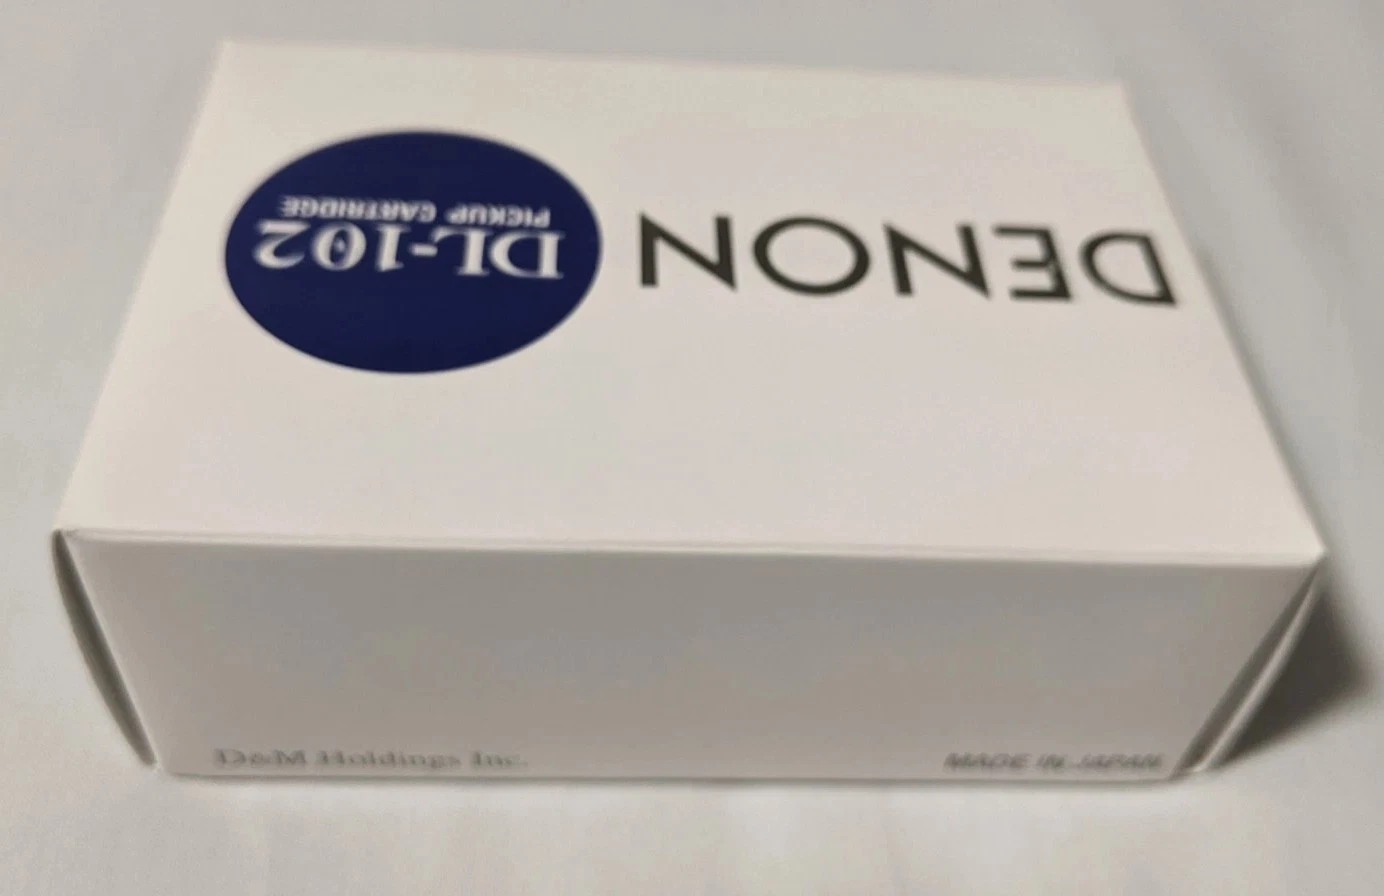 DENON
DL-102
PICKUP CARTRIDGE
D&M Holdings Inc.
MADE IN JAPAN